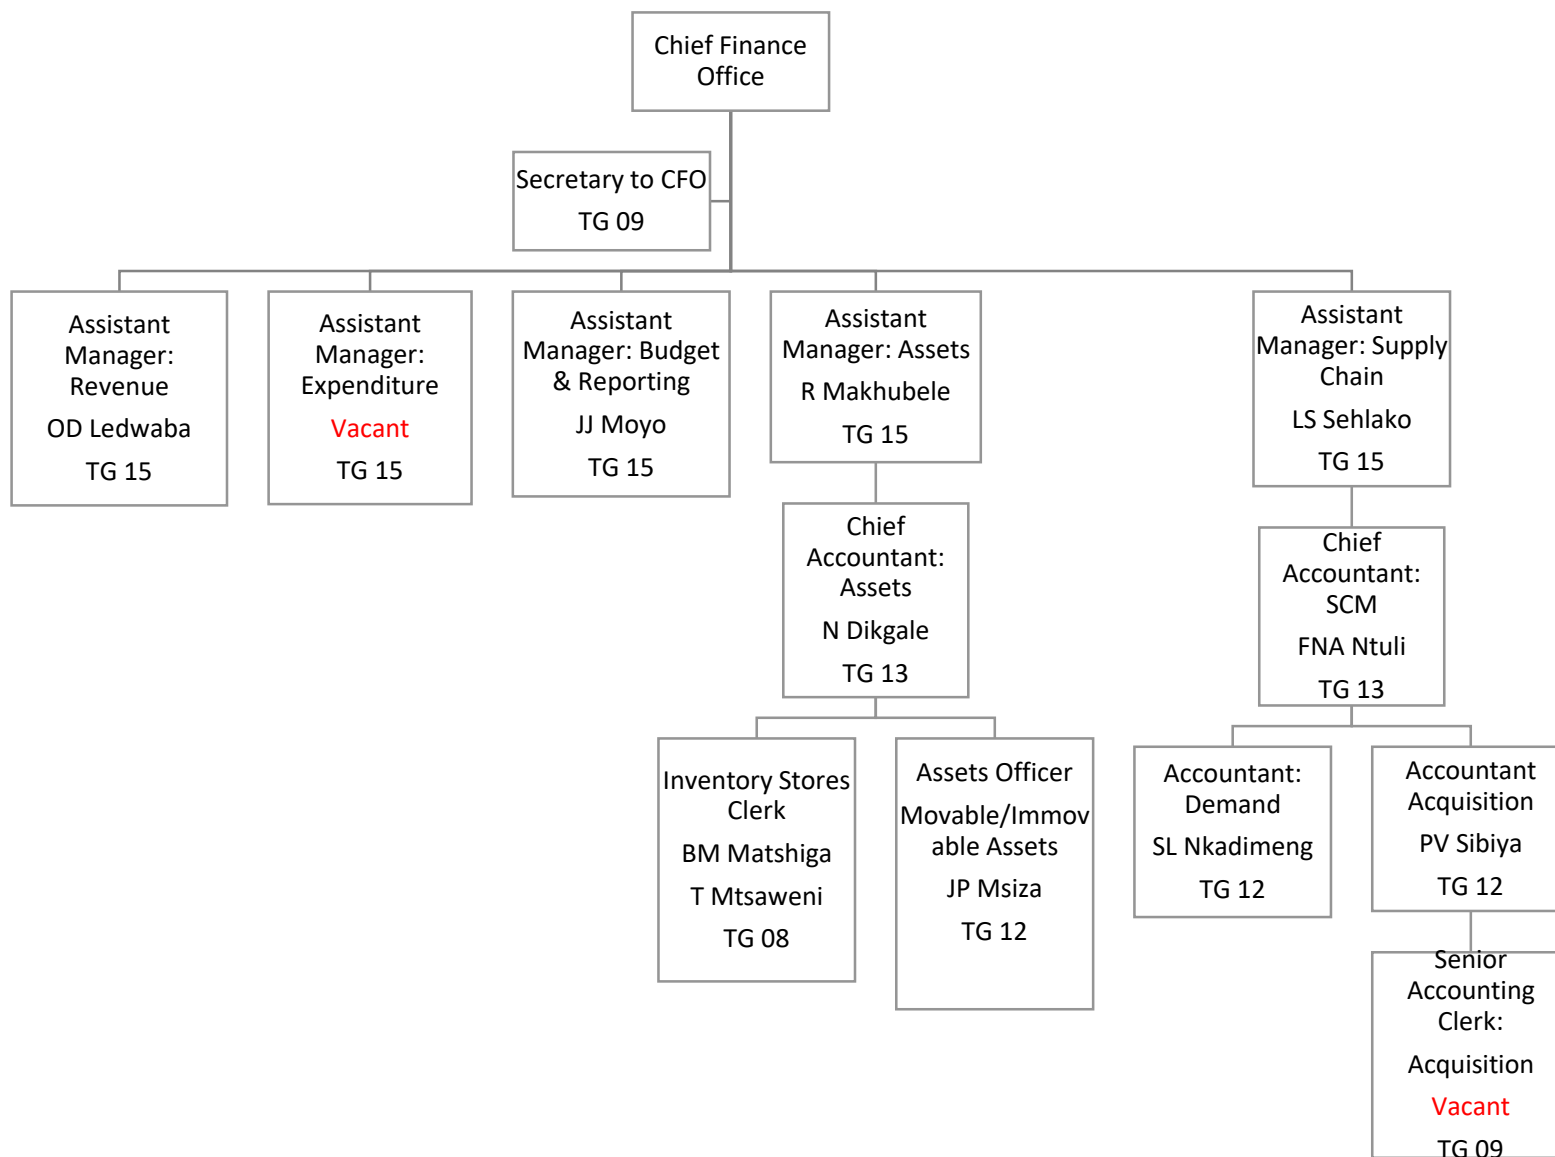 Chief Finance
Office
Secretary to CFO
TG 09
Assistant
Manager:
Revenue
OD Ledwaba
TG 15
Assistant
Manager:
Expenditure
Vacant
TG 15
Assistant
Manager: Budget
& Reporting
JJ Moyo
TG 15
Assistant
Manager: Assets
R Makhubele
TG 15
Assistant
Manager: Supply
Chain
LS Sehlako
TG 15
Chief
Accountant:
Assets
N Dikgale
TG 13
Chief
Accountant:
SCM
FNA Ntuli
TG 13
Inventory Stores
Clerk
BM Matshiga
T Mtsaweni
TG 08
Assets Officer
Movable/Immov
able Assets
JP Msiza
TG 12
Accountant:
Demand
SL Nkadimeng
TG 12
Accountant
Acquisition
PV Sibiya
TG 12
Senior
Accounting
Clerk:
Acquisition
Vacant
TG 09